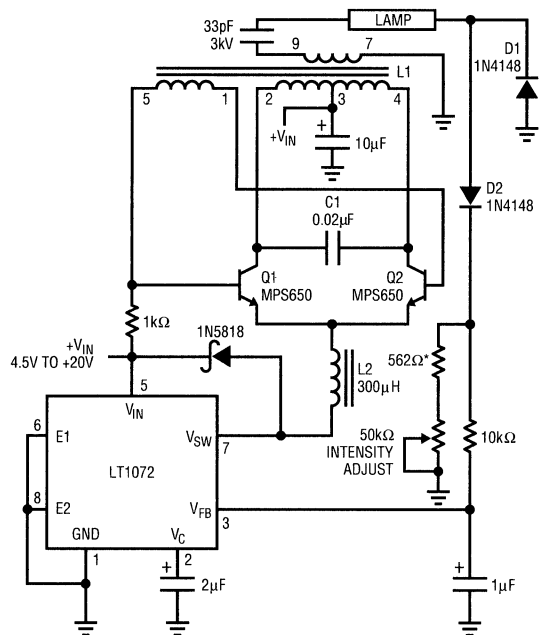 33pF
3kV
LAMP
9
7
D1
1N4148
L1
5
1
2
3
4
+VIN
+
10µF
D2
1N4148
C1
0.02µF
Q1
MPS650
Q2
MPS650
1kΩ
1N5818
+VIN
4.5V TO +20V
L2
300µH
562Ω*
5
VIN
6
E1
VSW
7
50kΩ
INTENSITY
ADJUST
10kΩ
LT1072
8
E2
VFB
3
GND
VC
1
2
+
2µF
+
1µF